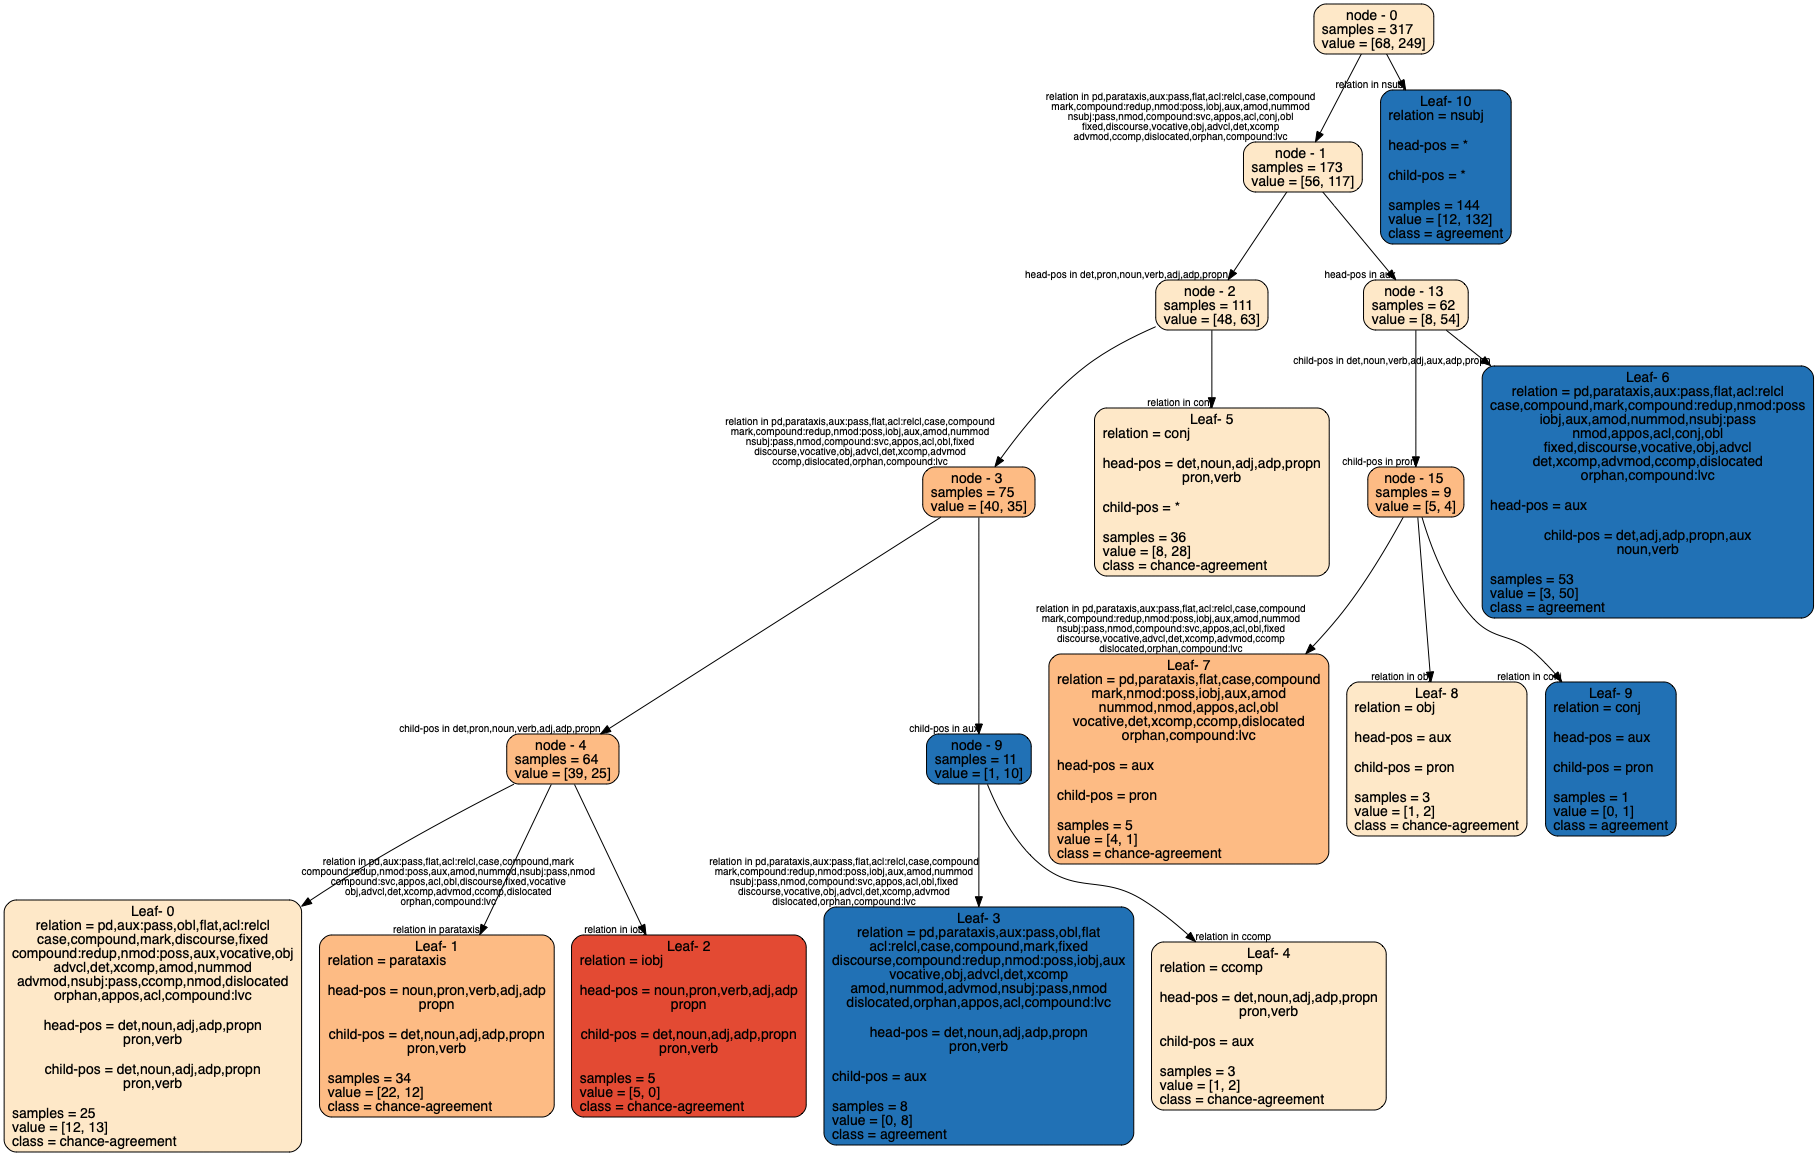 node - 0
samples = 317
value = [68, 249]
relation in nsubj
relation in pd,parataxis,aux:pass,flat,acl:relcl,case,compound
mark,compound:redup,nmod:poss,iobj,aux,amod,nummod
nsubj:pass,nmod,compound:svc,appos,acl,conj,obl
fixed,discourse,vocative,obj,advcl,det,xcomp
advmod,ccomp,dislocated,orphan,compound:lvc
Leaf- 10
relation = nsubj
head-pos = *
child-pos = *
samples = 144
value = [12, 132]
class = agreement
node - 1
samples = 173
value = [56, 117]
head-pos in det,pron,noun,verb,adj,adp,propn
head-pos in aux
node - 2
samples = 111
value = [48, 63]
node - 13
samples = 62
value = [8, 54]
child-pos in det,noun,verb,adj,aux,adp,propn
Leaf- 6
relation = pd,parataxis,aux:pass,flat,acl:relcl
case,compound,mark,compound:redup,nmod:poss
iobj,aux,amod,nummod,nsubj:pass
nmod,appos,acl,conj,obl
fixed,discourse,vocative,obj,advcl
det,xcomp,advmod,ccomp,dislocated
orphan,compound:lvc
head-pos = aux
child-pos = det,adj,adp,propn,aux
noun,verb
samples = 53
value = [3, 50]
class = agreement
relation in conj
Leaf- 5
relation = conj
head-pos = det,noun,adj,adp,propn
pron,verb
child-pos = *
samples = 36
value = [8, 28]
class = chance-agreement
relation in pd,parataxis,aux:pass,flat,acl:relcl,case,compound
mark,compound:redup,nmod:poss,iobj,aux,amod,nummod
nsubj:pass,nmod,compound:svc,appos,acl,obl,fixed
discourse,vocative,obj,advcl,det,xcomp,advmod
ccomp,dislocated,orphan,compound:lvc
child-pos in pron
node - 3
samples = 75
value = [40, 35]
node - 15
samples = 9
value = [5, 4]
relation in pd,parataxis,aux:pass,flat,acl:relcl,case,compound
mark,compound:redup,nmod:poss,iobj,aux,amod,nummod
nsubj:pass,nmod,compound:svc,appos,acl,obl,fixed
discourse,vocative,advcl,det,xcomp,advmod,ccomp
dislocated,orphan,compound:lvc
Leaf- 7
relation = pd,parataxis,flat,case,compound
mark,nmod:poss,iobj,aux,amod
nummod,nmod,appos,acl,obl
vocative,det,xcomp,ccomp,dislocated
orphan,compound:lvc
head-pos = aux
child-pos = pron
samples = 5
value = [4, 1]
class = chance-agreement
relation in obj
Leaf- 8
relation = obj
head-pos = aux
child-pos = pron
samples = 3
value = [1, 2]
class = chance-agreement
relation in conj
Leaf- 9
relation = conj
head-pos = aux
child-pos = pron
samples = 1
value = [0, 1]
class = agreement
child-pos in det,pron,noun,verb,adj,adp,propn
node - 4
samples = 64
value = [39, 25]
child-pos in aux
node - 9
samples = 11
value = [1, 10]
relation in pd,aux:pass,flat,acl:relcl,case,compound,mark
compound:redup,nmod:poss,aux,amod,nummod,nsubj:pass,nmod
compound:svc,appos,acl,obl,discourse,fixed,vocative
obj,advcl,det,xcomp,advmod,ccomp,dislocated
orphan,compound:lvc
relation in pd,parataxis,aux:pass,flat,acl:relcl,case,compound
mark,compound:redup,nmod:poss,iobj,aux,amod,nummod
nsubj:pass,nmod,compound:svc,appos,acl,obl,fixed
discourse,vocative,obj,advcl,det,xcomp,advmod
dislocated,orphan,compound:lvc
Leaf- 0
relation = pd,aux:pass,obl,flat,acl:relcl
case,compound,mark,discourse,fixed
compound:redup,nmod:poss,aux,vocative,obj
advcl,det,xcomp,amod,nummod
advmod,nsubj:pass,ccomp,nmod,dislocated
orphan,appos,acl,compound:lvc
head-pos = det,noun,adj,adp,propn
pron,verb
child-pos = det,noun,adj,adp,propn
pron,verb
samples = 25
value = [12, 13]
class = chance-agreement
relation in parataxis
Leaf- 1
relation = parataxis
head-pos = noun,pron,verb,adj,adp
propn
child-pos = det,noun,adj,adp,propn
pron,verb
samples = 34
value = [22, 12]
class = chance-agreement
relation in iobj
Leaf- 2
relation = iobj
head-pos = noun,pron,verb,adj,adp
propn
child-pos = det,noun,adj,adp,propn
pron,verb
samples = 5
value = [5, 0]
class = chance-agreement
Leaf- 3
relation = pd,parataxis,aux:pass,obl,flat
acl:relcl,case,compound,mark,fixed
discourse,compound:redup,nmod:poss,iobj,aux
vocative,obj,advcl,det,xcomp
amod,nummod,advmod,nsubj:pass,nmod
dislocated,orphan,appos,acl,compound:lvc
head-pos = det,noun,adj,adp,propn
pron,verb
child-pos = aux
samples = 8
value = [0, 8]
class = agreement
relation in ccomp
Leaf- 4
relation = ccomp
head-pos = det,noun,adj,adp,propn
pron,verb
child-pos = aux
samples = 3
value = [1, 2]
class = chance-agreement